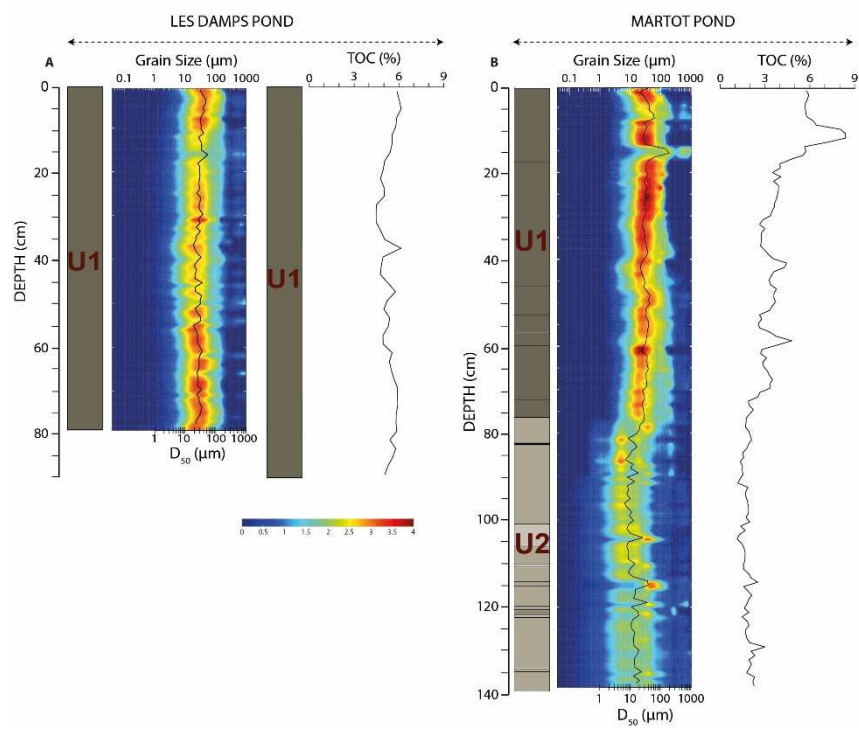 LES DAMPS POND
MARTOT POND
A
Grain Size (µm)
TOC (%)
B
Grain Size (µm)
TOC (%)
0.1 1 10 100 1000
0 3 6 9
0.1 1 10 100 1000
0 3 6 9
DEPTH (cm)
0
20
40
60
80
U1
U1
1 10 100 1000
D50 (µm)
0 0.5 1 1.5 2 2.5 3 3.5 4
DEPTH (cm)
0
20
40
60
80
100
120
140
U1
U2
1 10 100 1000
D50 (µm)